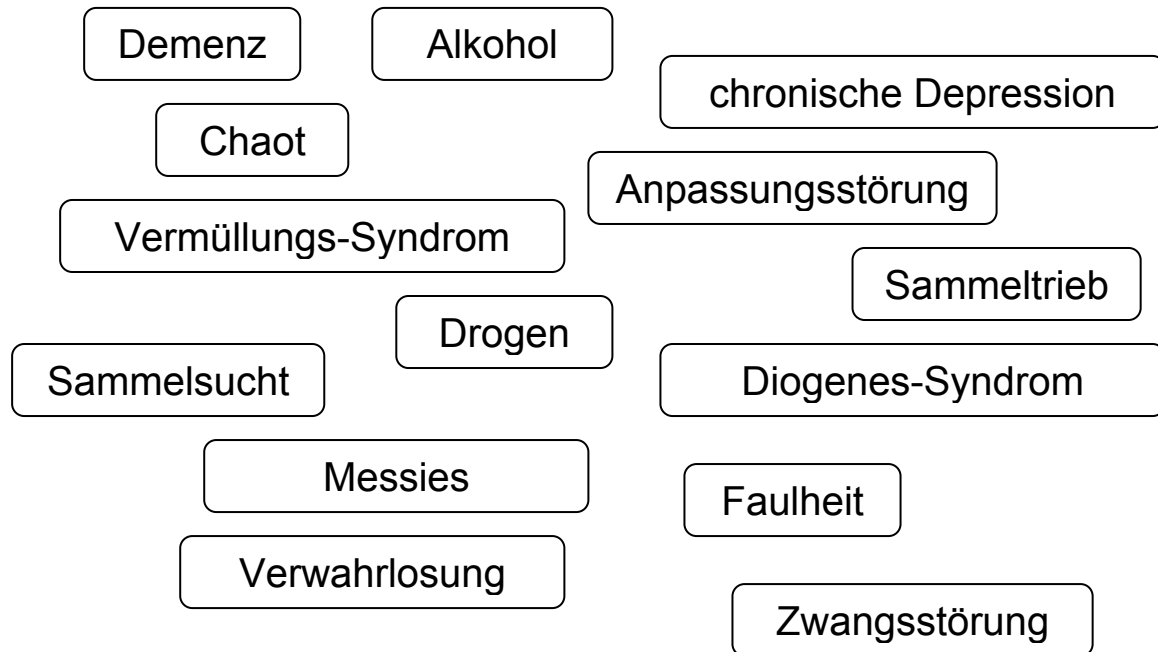 Demenz
Alkohol
chronische Depression
Chaot
Anpassungsstörung
Vermüllungs-Syndrom
Sammeltrieb
Drogen
Sammelsucht
Diogenes-Syndrom
Messies
Faulheit
Verwahrlosung
Zwangsstörung